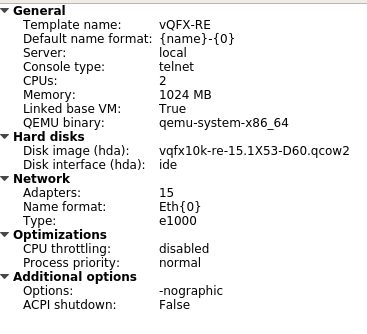 General
Template name: vQFX-RE
Default name format: {name}-{0}
Server: local
Console type: telnet
CPUs: 2
Memory: 1024 MB
Linked base VM: True
QEMU binary: qemu-system-x86_64
Hard disks
Disk image (hda): vqfx10k-re-15.1X53-D60.qcow2
Disk interface (hda): ide
Network
Adapters: 15
Name format: Eth{0}
Type: e1000
Optimizations
CPU throttling: disabled
Process priority: normal
Additional options
Options: -nographic
ACPI shutdown: False